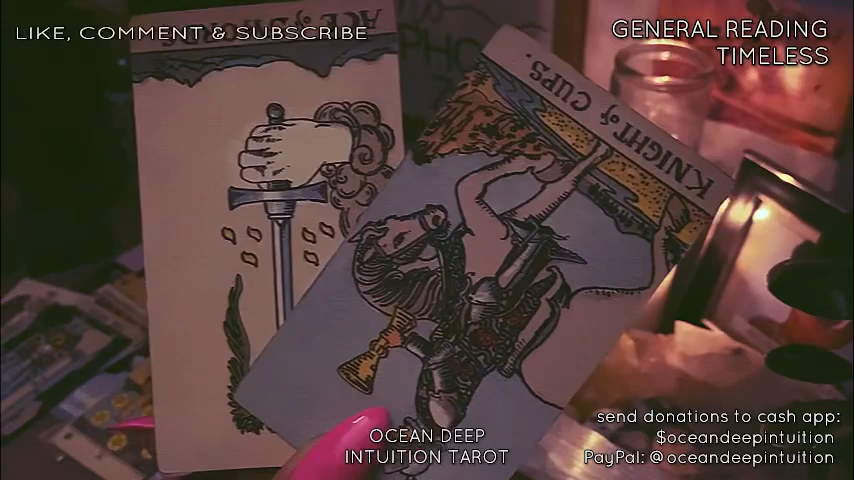 LIKE, COMMENT & SUBSCRIBE
GENERAL READING
TIMELESS
ACE of SWORDS
KNIGHT of CUPS.
OCEAN DEEP
INTUITION TAROT
send donations to cash app:
$oceandeepintuition
PayPal: @oceandeepintuition